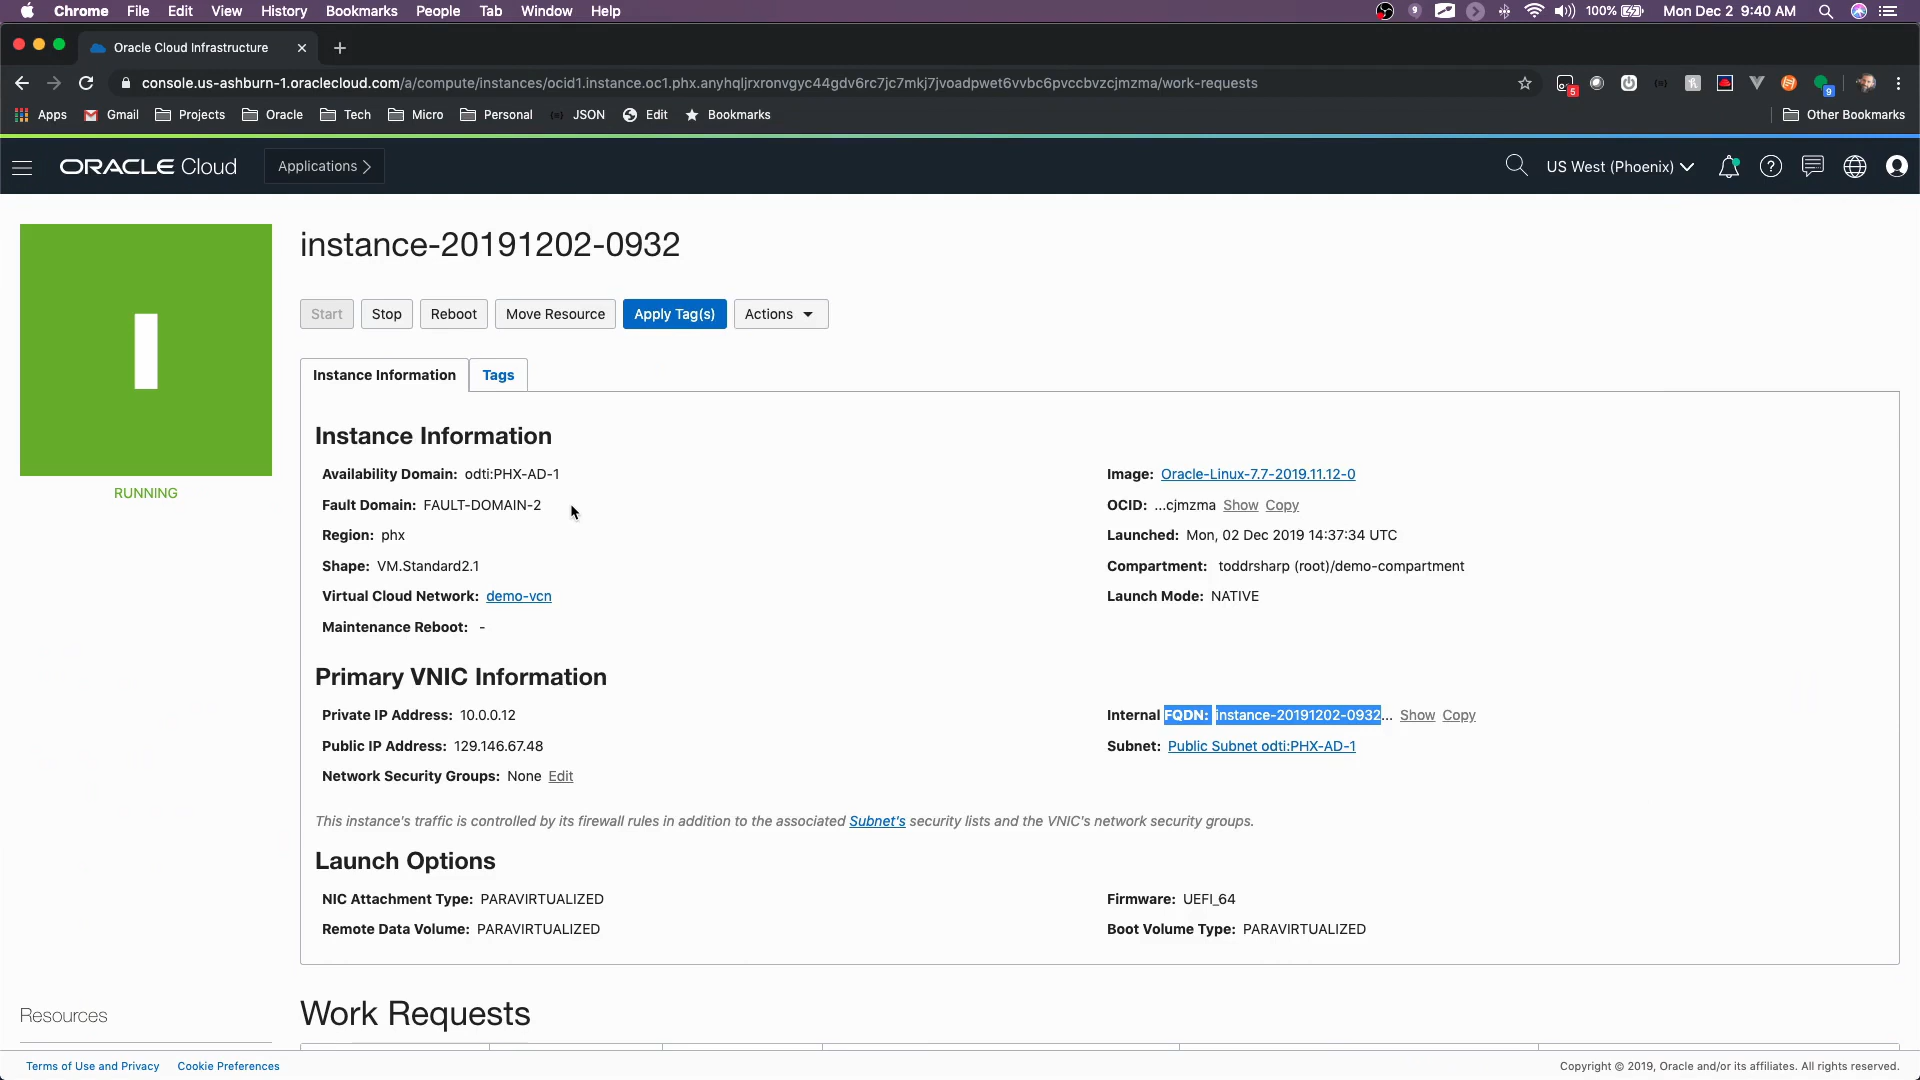 Chrome File Edit View History Bookmarks People Tab Window Help 9 100% Mon Dec 2 9:40 AM
Oracle Cloud Infrastructure
console.us-ashburn-1.oraclecloud.com/a/compute/instances/ocid1.instance.oc1.phx.anyhqljrxronvgyc44gdv6rc7jc7mkj7jvoadpwet6vvbc6pvccbvzcjmzma/work-requests 5 9
Apps Gmail Projects Oracle Tech Micro Personal JSON Edit Bookmarks Other Bookmarks
ORACLE Cloud Applications US West (Phoenix)
instance-20191202-0932
I
RUNNING
Start Stop Reboot Move Resource Apply Tag(s) Actions
Instance Information Tags
Instance Information
Availability Domain: odti:PHX-AD-1
Fault Domain: FAULT-DOMAIN-2
Region: phx
Shape: VM.Standard2.1
Virtual Cloud Network: demo-vcn
Maintenance Reboot: -
Image: Oracle-Linux-7.7-2019.11.12-0
OCID: ...cjmzma Show Copy
Launched: Mon, 02 Dec 2019 14:37:34 UTC
Compartment: toddrsharp (root)/demo-compartment
Launch Mode: NATIVE
Primary VNIC Information
Private IP Address: 10.0.0.12
Public IP Address: 129.146.67.48
Network Security Groups: None Edit
Internal FQDN: instance-20191202-0932... Show Copy
Subnet: Public Subnet odti:PHX-AD-1
This instance's traffic is controlled by its firewall rules in addition to the associated Subnet's security lists and the VNIC's network security groups.
Launch Options
NIC Attachment Type: PARAVIRTUALIZED
Remote Data Volume: PARAVIRTUALIZED
Firmware: UEFI_64
Boot Volume Type: PARAVIRTUALIZED
Resources
Work Requests
Terms of Use and Privacy Cookie Preferences
Copyright © 2019, Oracle and/or its affiliates. All rights reserved.